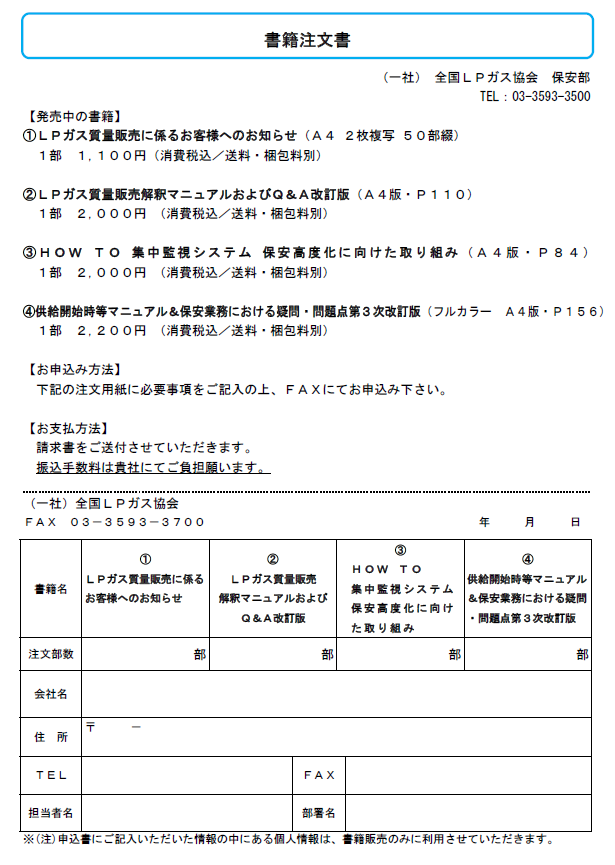 書籍注文書
（一社） 全国ＬＰガス協会 保安部
TEL：03-3593-3500
【発売中の書籍】
①ＬＰガス質量販売に係るお客様へのお知らせ（Ａ４ ２枚複写 ５０部綴）
１部 １，１００円（消費税込／送料・梱包料別）
②ＬＰガス質量販売解釈マニュアルおよびＱ＆Ａ改訂版（Ａ４版・Ｐ１１０）
１部 ２，０００円 （消費税込／送料・梱包料別）
③ＨＯＷ ＴＯ 集中監視システム 保安高度化に向けた取り組み（Ａ４版・Ｐ８４）
１部 ２，０００円 （消費税込／送料・梱包料別）
④供給開始時等マニュアル＆保安業務における疑問・問題点第３次改訂版（フルカラー Ａ４版・Ｐ１５６）
１部 ２，２００円 （消費税込／送料・梱包料別）
【お申込み方法】
下記の注文用紙に必要事項をご記入の上、ＦＡＸにてお申込み下さい。
【お支払方法】
請求書をご送付させていただきます。
振込手数料は貴社にてご負担願います。
（一社）全国ＬＰガス協会
ＦＡＸ ０３－３５９３－３７００ 年 月 日
書籍名
①
ＬＰガス質量販売に係る
お客様へのお知らせ
②
ＬＰガス質量販売
解釈マニュアルおよび
Ｑ＆Ａ改訂版
③
ＨＯＷ ＴＯ
集中監視システム
保安高度化に向け
た取り組み
④
供給開始時等マニュアル
＆保安業務における疑問
・問題点第３次改訂版
注文部数 部 部 部 部
会社名
住 所 〒 －
ＴＥＬ ＦＡＸ
担当者名 部署名
※(注)申込書にご記入いただいた情報の中にある個人情報は、書籍販売のみに利用させていただきます。